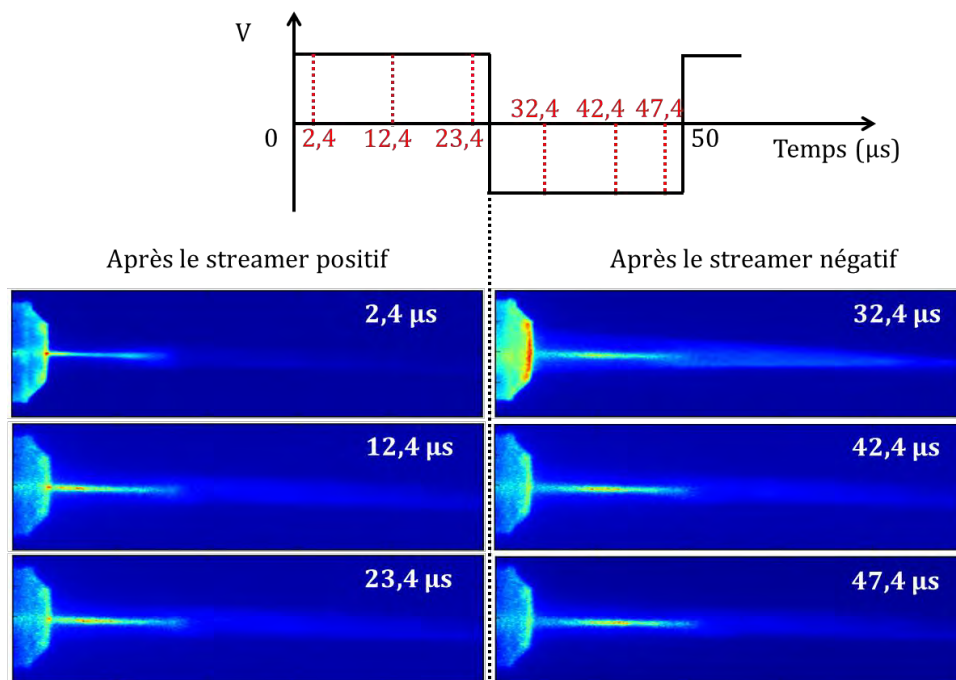 V
32,4 42,4 47,4
0 2,4 12,4 23,4 50
Temps (µs)
Après le streamer positif
Après le streamer négatif
2,4 µs
32,4 µs
12,4 µs
42,4 µs
23,4 µs
47,4 µs